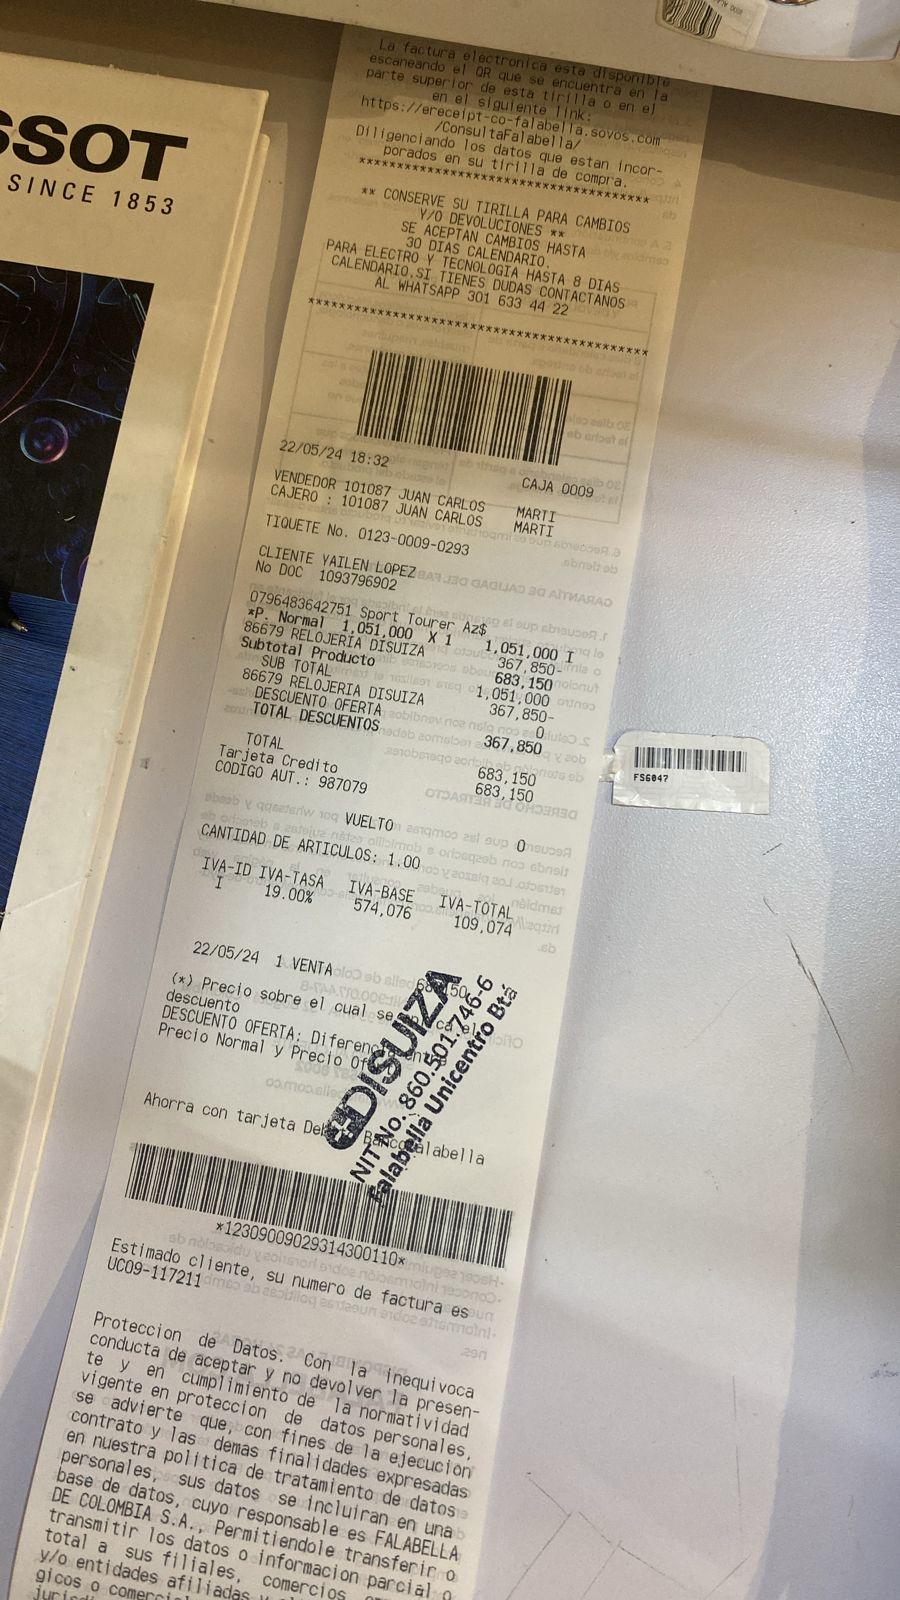 SSOT
SINCE 1853
La factura electronica esta disponible
escaneando el QR que se encuentra en la
parte superior de esta tirilla o en el
en el siguiente link:
https://ereceipt-co-falabella.sovos.com
/ConsultaFalabella/
Diligenciando los datos que estan incor-
porados en su tirilla de compra.
****************************************
** CONSERVE SU TIRILLA PARA CAMBIOS
Y/O DEVOLUCIONES **
SE ACEPTAN CAMBIOS HASTA
30 DIAS CALENDARIO.
PARA ELECTRO Y TECNOLOGIA HASTA 8 DIAS
CALENDARIO,SI TIENES DUDAS CONTACTANOS
AL WHATSAPP 301 633 44 22
****************************************
22/05/24 18:32 CAJA 0009
VENDEDOR 101087 JUAN CARLOS MARTI
CAJERO : 101087 JUAN CARLOS MARTI
TIQUETE No. 0123-0009-0293
CLIENTE YAILEN LOPEZ
No DOC 1093796902
0796483642751 Sport Tourer Az$
*P. Normal 1,051,000 X 1 1,051,000 I
86679 RELOJERIA DISUIZA 367,850-
Subtotal Producto 683,150
SUB TOTAL 1,051,000
86679 RELOJERIA DISUIZA 367,850-
DESCUENTO OFERTA 0
TOTAL DESCUENTOS 367,850
TOTAL 683,150
Tarjeta Credito 683,150
CODIGO AUT.: 987079
VUELTO 0
CANTIDAD DE ARTICULOS: 1.00
IVA-ID IVA-TASA IVA-BASE IVA-TOTAL
I 19.00% 574,076 109,074
22/05/24 1 VENTA
(*) Precio sobre el cual se el
descuento
DESCUENTO OFERTA:
Precio Normal y Precio
DISUIZA
NIT No. 860.501.746-6
falabella Unicentro Btá
Ahorra con tarjeta
*12309009029314300110*
Estimado cliente, su numero de factura es
UC09-117211
Proteccion de Datos. Con la inequivoca
conducta de aceptar y no devolver la presen-
te y en cumplimiento de la normatividad
vigente en proteccion de datos personales,
se advierte que, con fines de la ejecucion
contrato y las demas finalidades expresadas
en nuestra politica de tratamiento de datos
personales, sus datos se incluiran en una
base de datos, cuyo responsable es FALABELLA
DE COLOMBIA S.A., Permitiendole transferir o
transmitir los datos o informacion parcial o
total a sus filiales, comercios
y/o entidades afiliadas
gicos o
FS6047